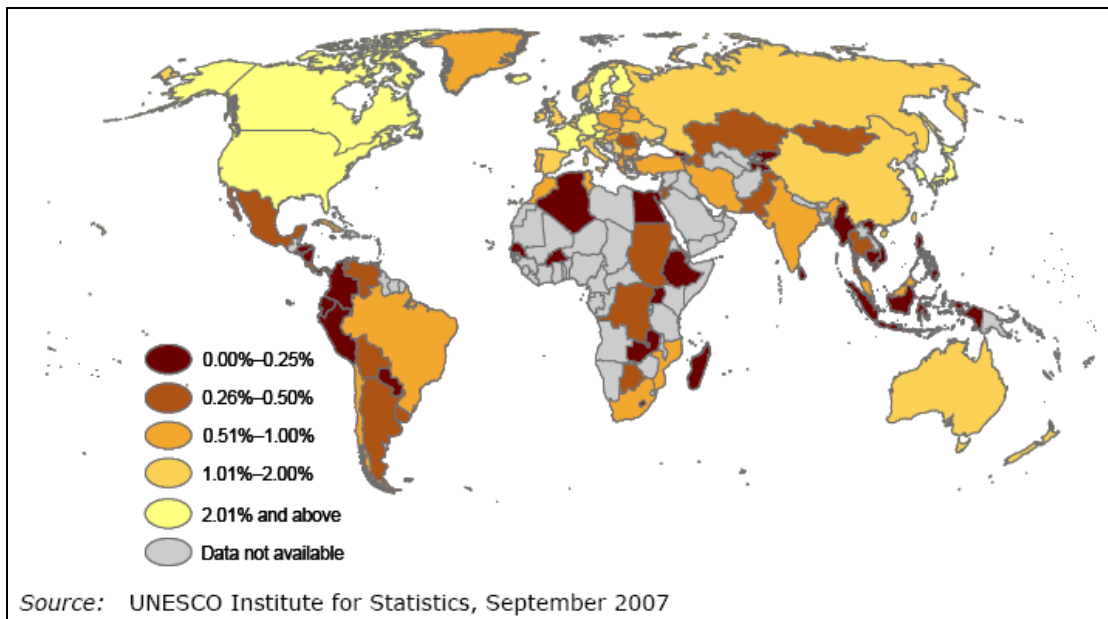 0.00%–0.25%
0.26%–0.50%
0.51%–1.00%
1.01%–2.00%
2.01% and above
Data not available
Source: UNESCO Institute for Statistics, September 2007